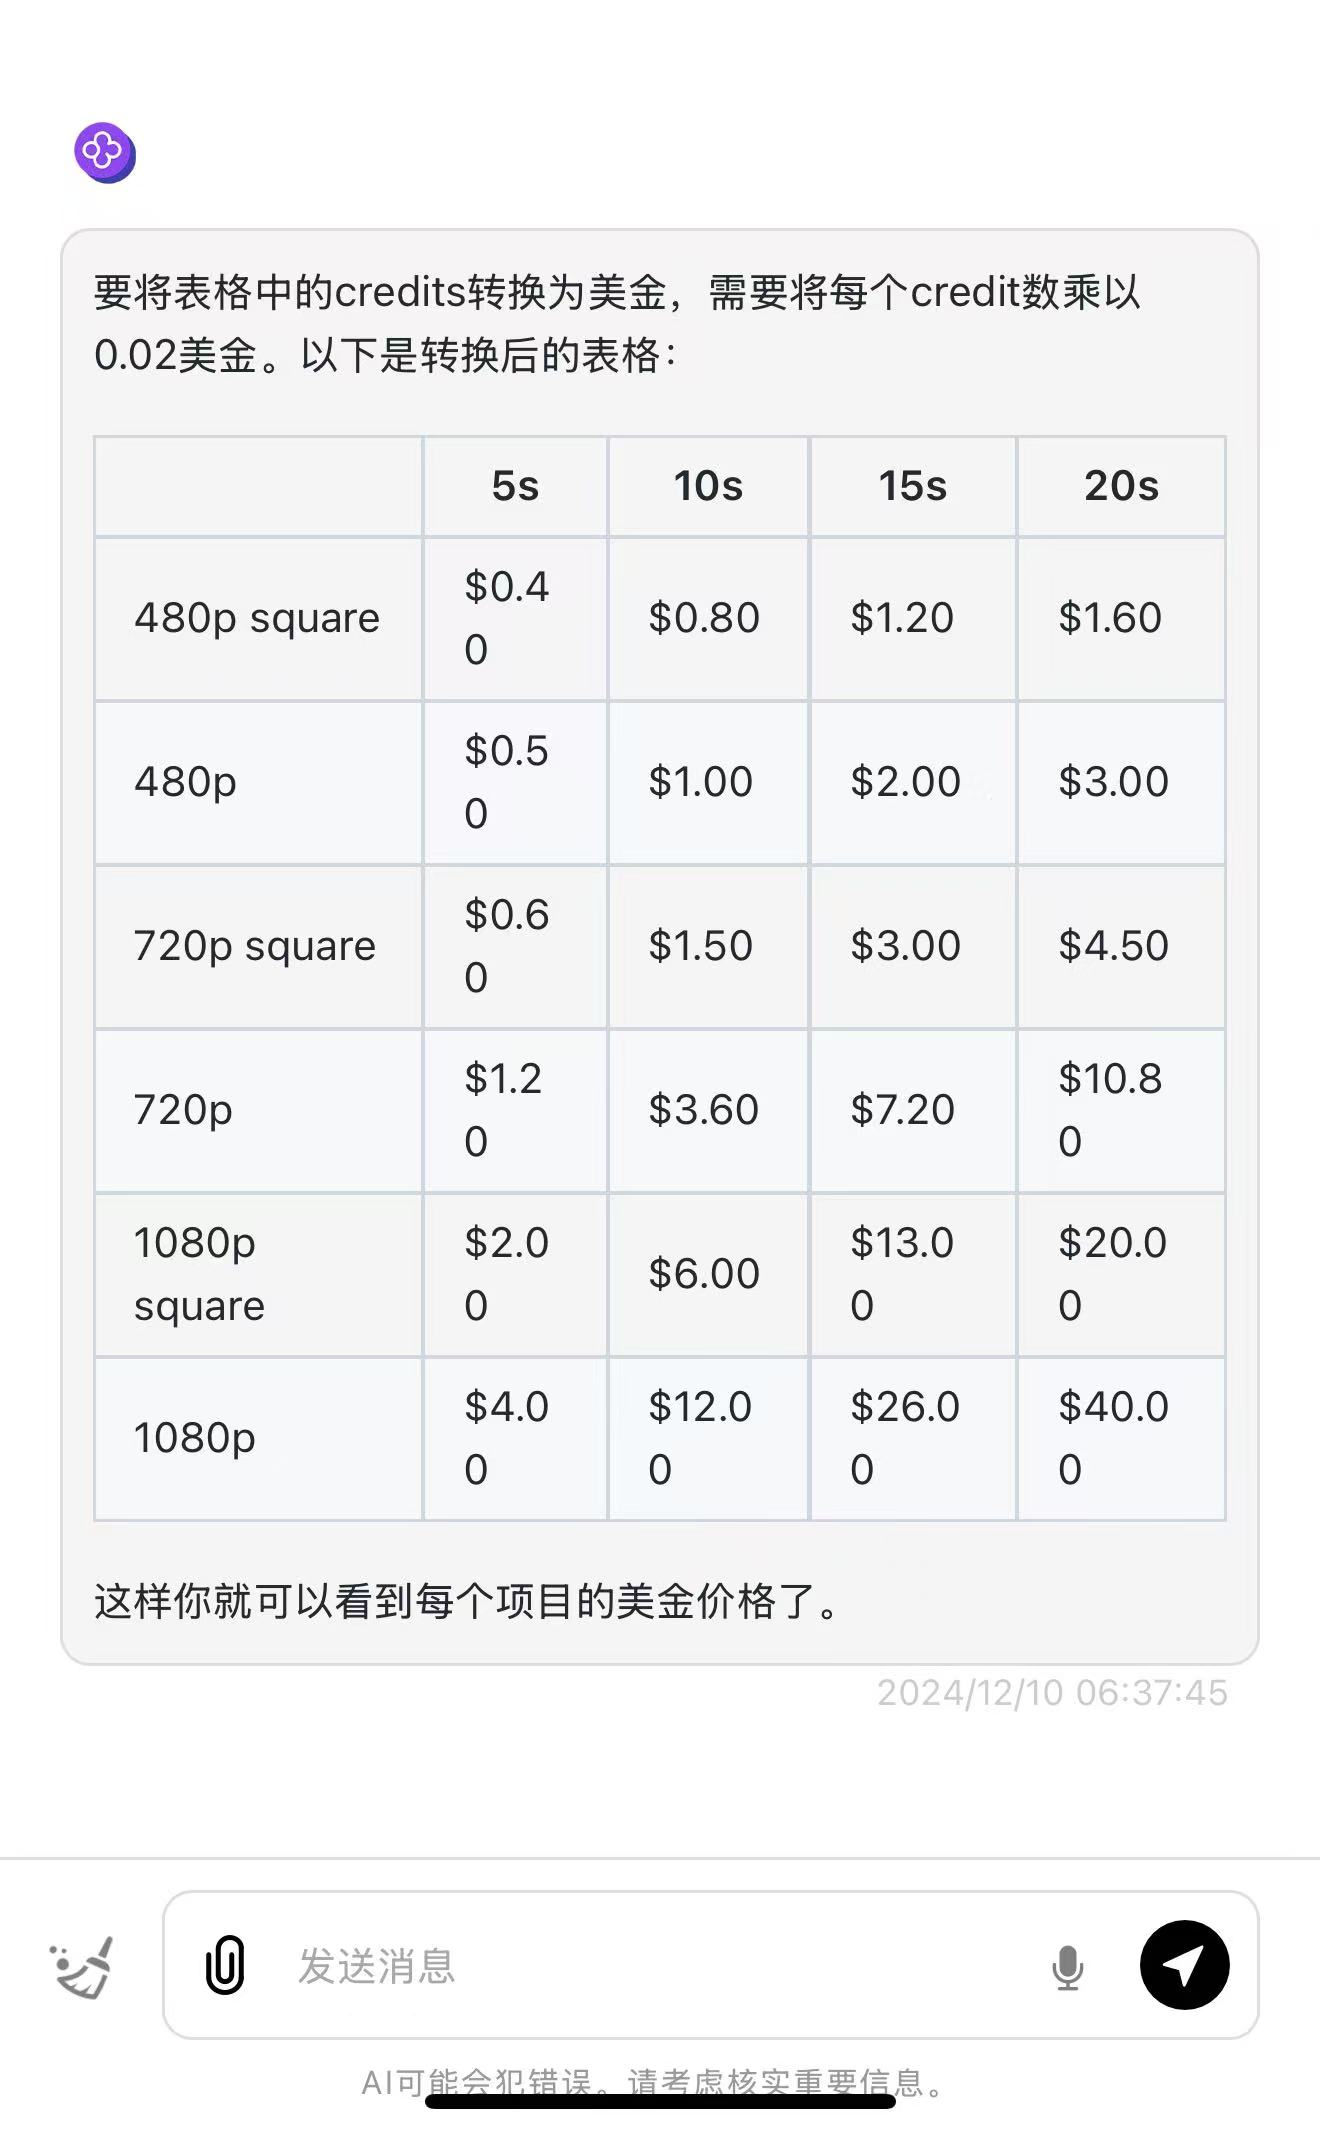 要将表格中的credits转换为美金，需要将每个credit数乘以
0.02美金。以下是转换后的表格：
5s 10s 15s 20s
480p square $0.40 $0.80 $1.20 $1.60
480p $0.50 $1.00 $2.00 $3.00
720p square $0.60 $1.50 $3.00 $4.50
720p $1.20 $3.60 $7.20 $10.80
1080p square $2.00 $6.00 $13.00 $20.00
1080p $4.00 $12.00 $26.00 $40.00
这样你就可以看到每个项目的美金价格了。
2024/12/10 06:37:45
发送消息
AI可能会犯错误。请考虑核实重要信息。